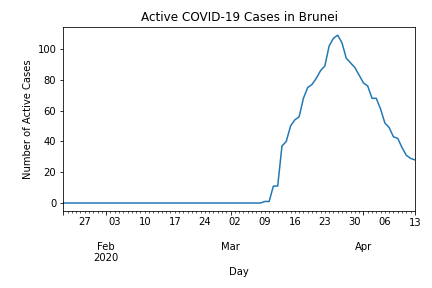 Active COVID-19 Cases in Brunei
Number of Active Cases
100
80
60
40
20
0
27 03 10 17 24 02 09 16 23 30 06 13
Feb Mar Apr
2020
Day